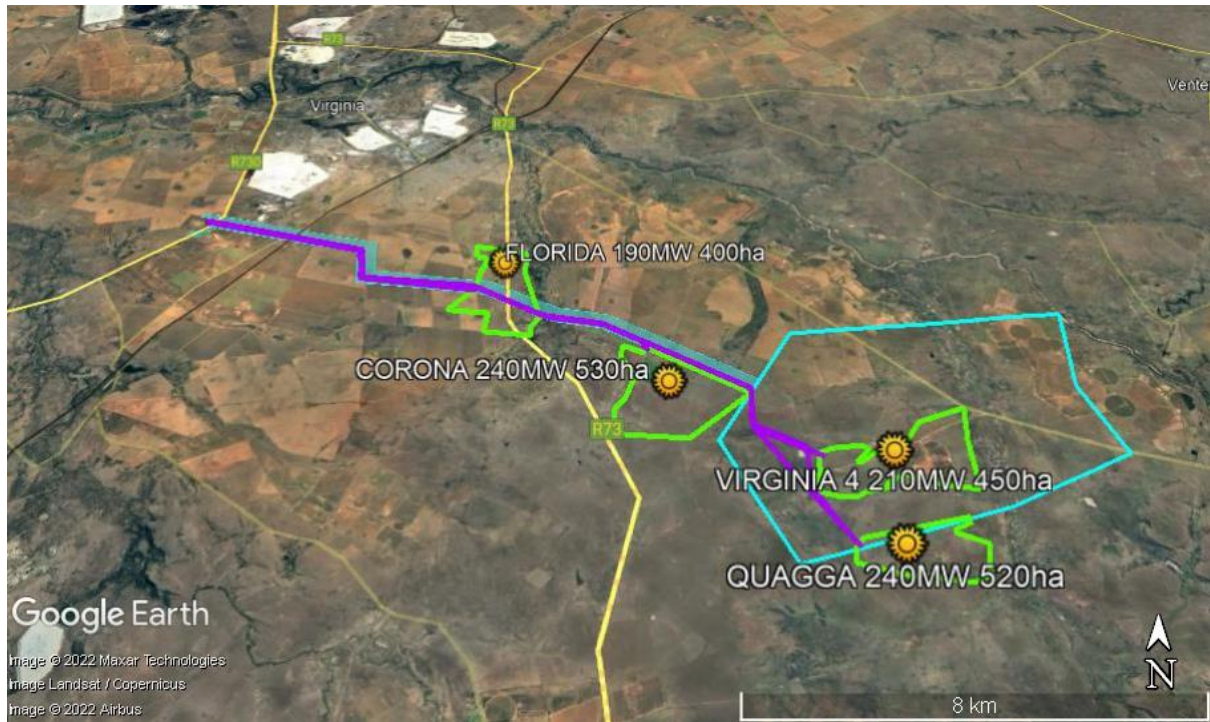 R73
Vente
Virginia
R73
R730
FLORIDA 190MW 400ha
CORONA 240MW 530ha
R73
VIRGINIA 4 210MW 450ha
QUAGGA 240MW 520ha
Google Earth
Image © 2022 Maxar Technologies
Image Landsat / Copernicus
Image © 2022 Airbus
N
8 km